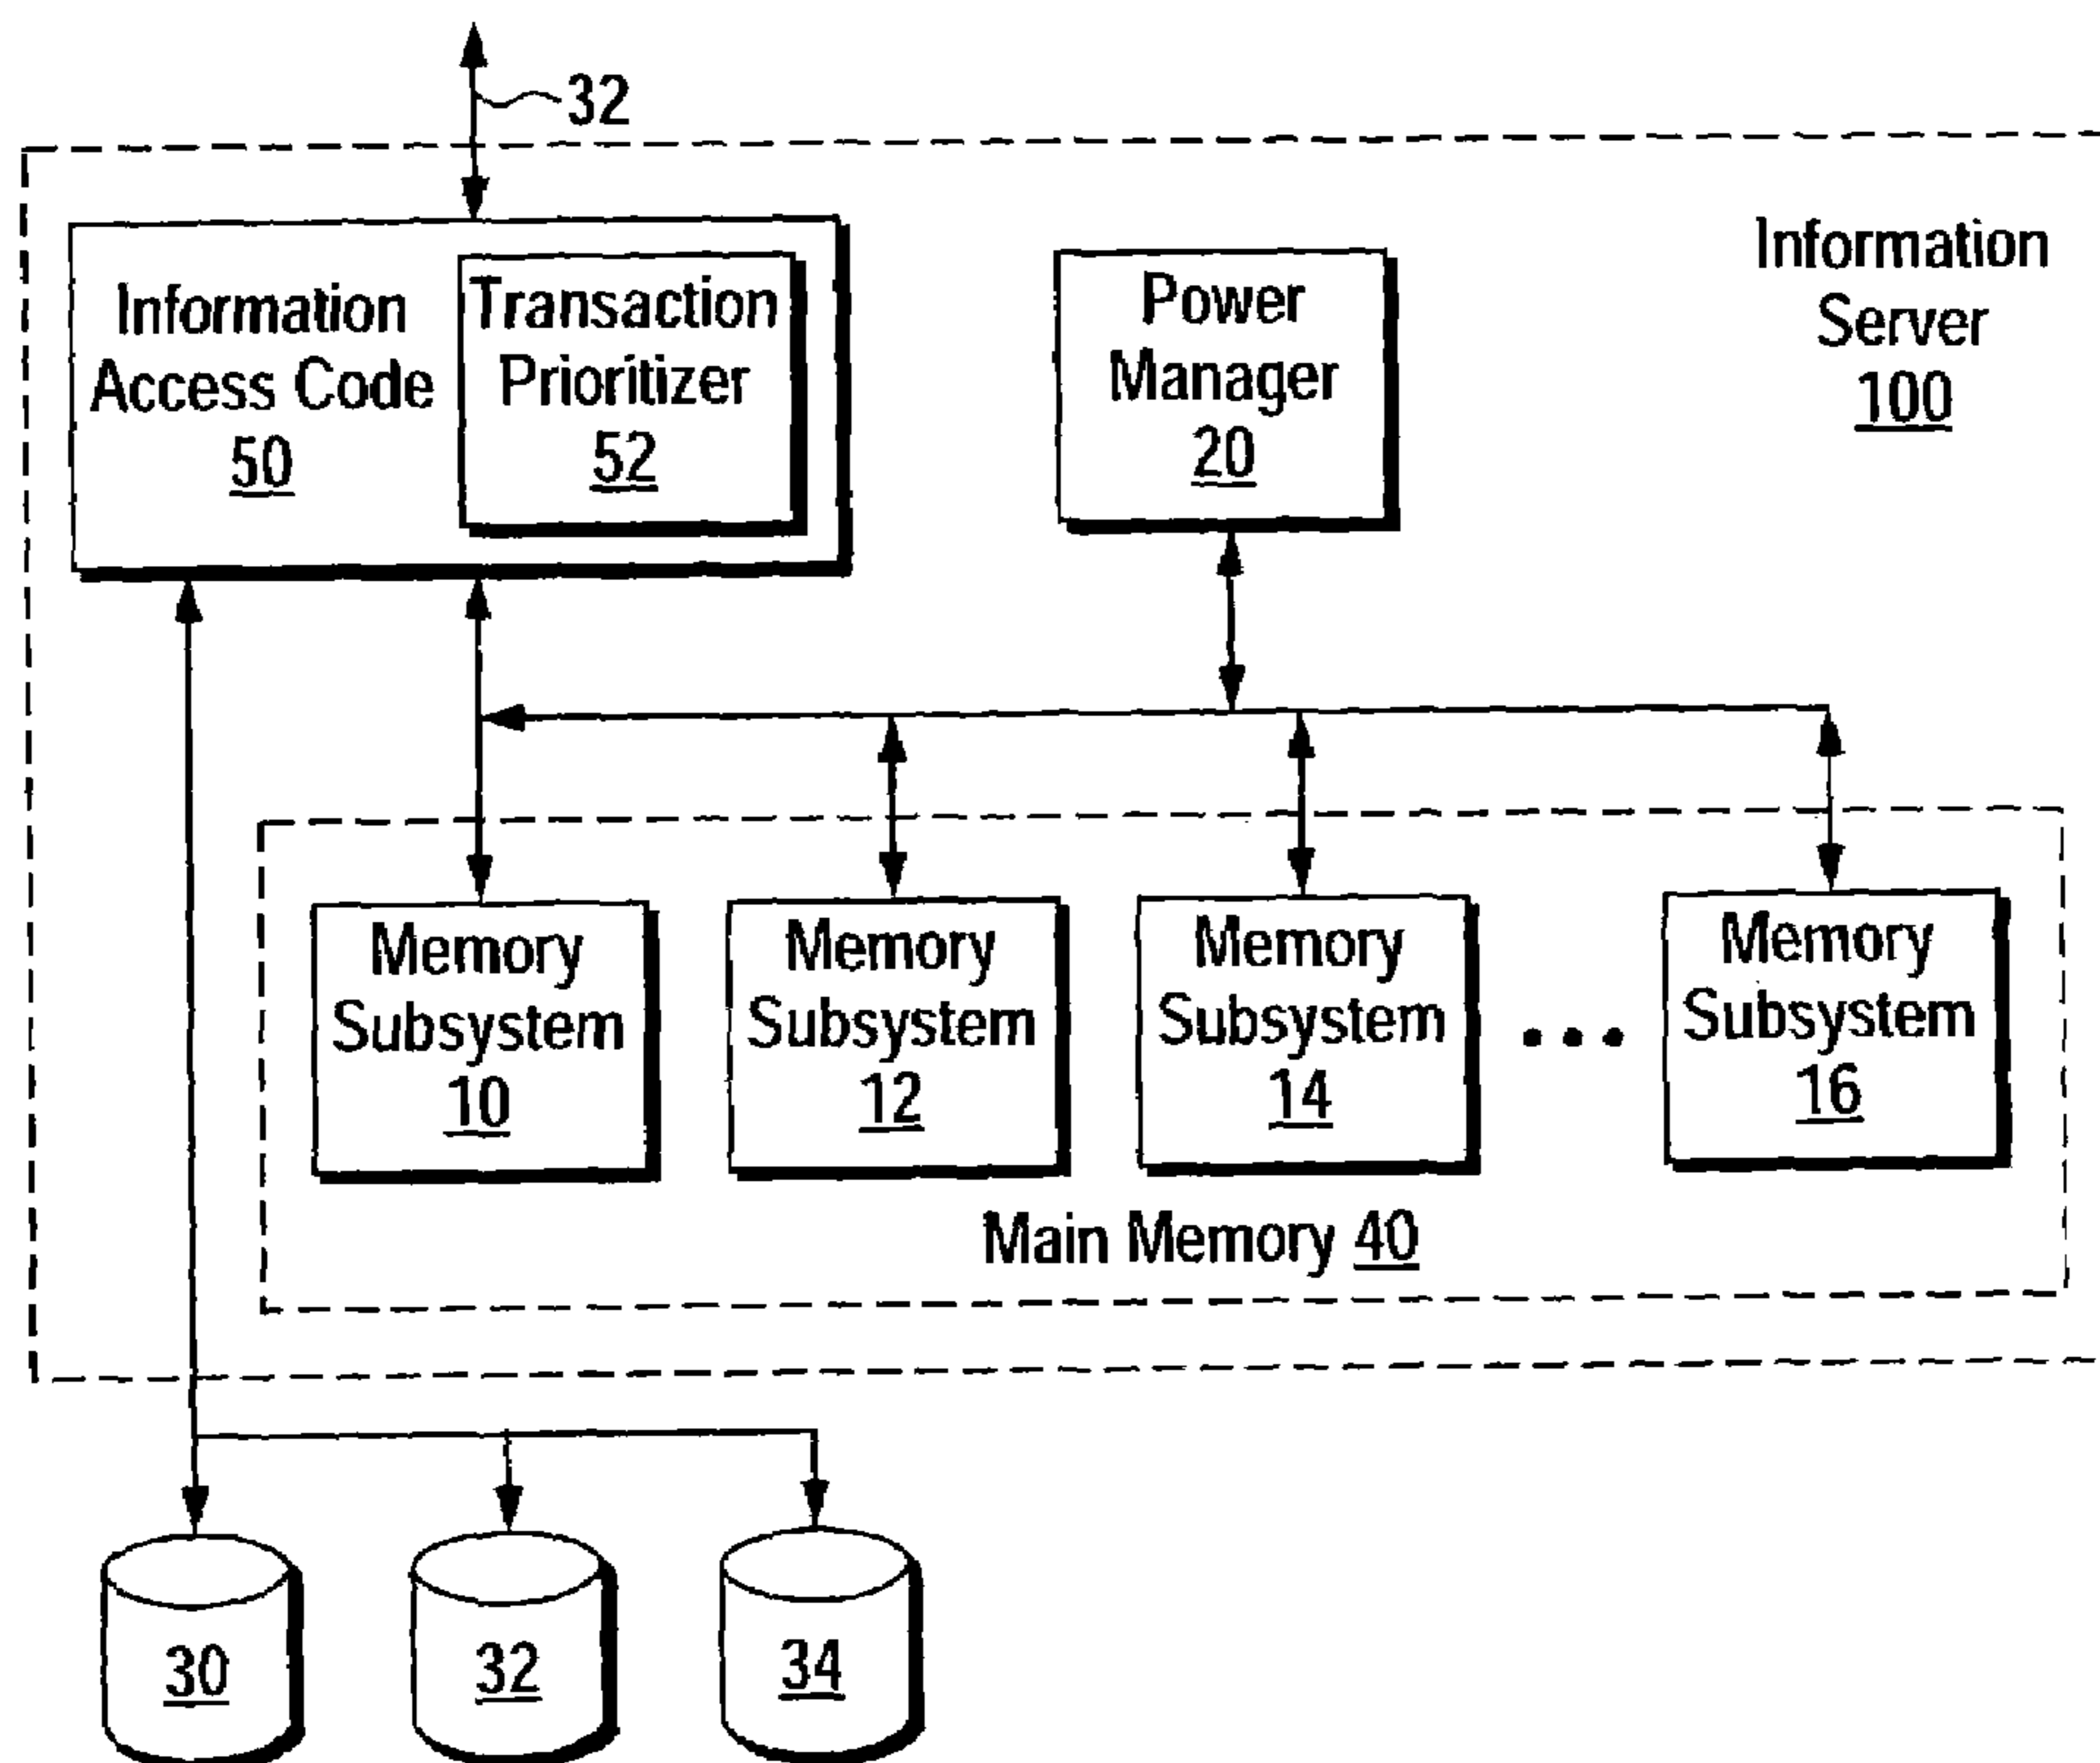 32
Information
Access Code
50
Transaction
Prioritizer
52
Power
Manager
20
Information
Server
100
Memory
Subsystem
10
Memory
Subsystem
12
Memory
Subsystem
14
Memory
Subsystem
16
Main Memory 40
30
32
34